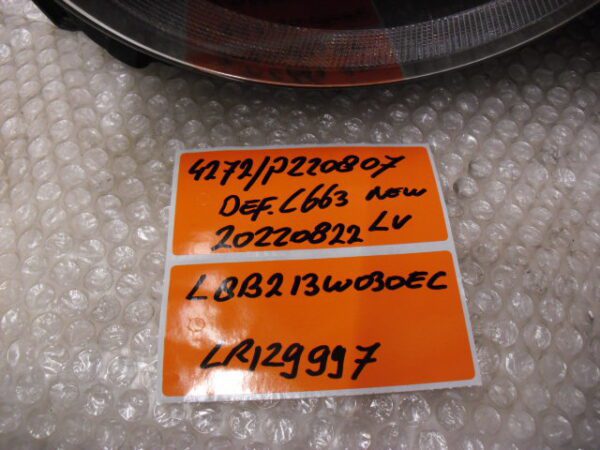 4272/P220807
DEF. L663 NEW
20220822 LV
L8B213W030EC
LR129997